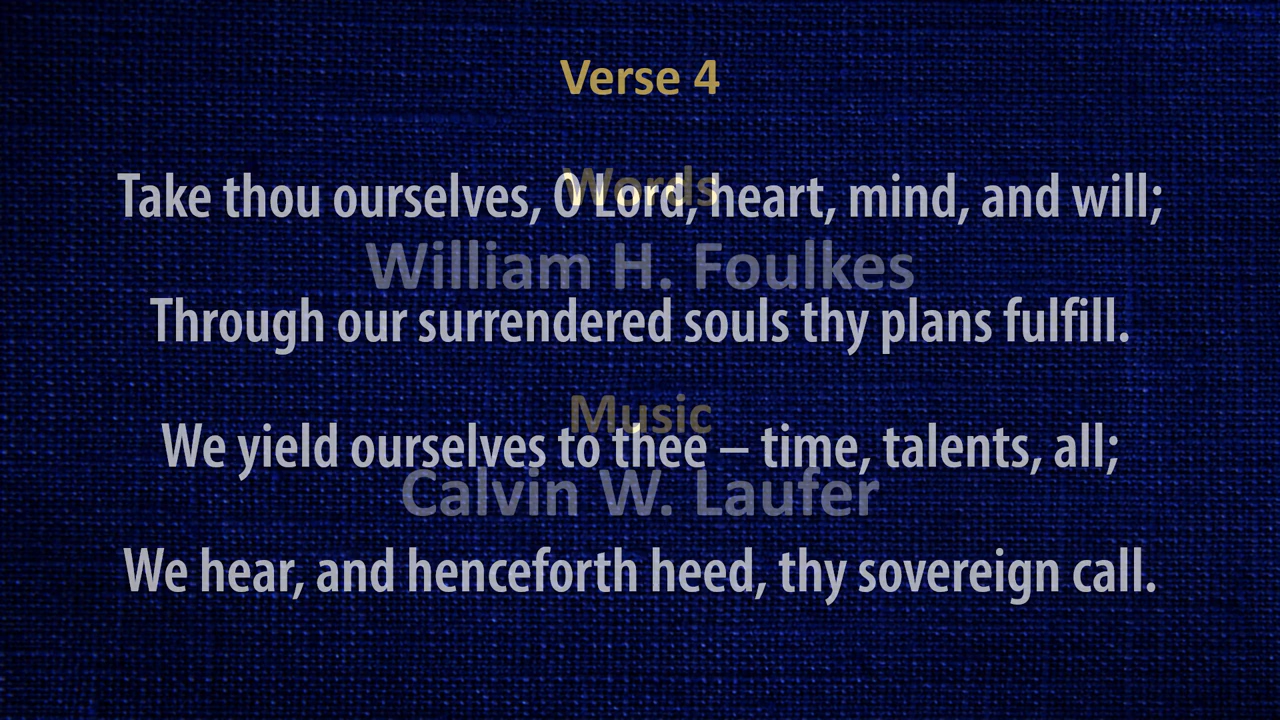 Verse 4
Words
Take thou ourselves, O Lord, heart, mind, and will;
William H. Foulkes
Through our surrendered souls thy plans fulfill.
Music
We yield ourselves to thee – time, talents, all;
Calvin W. Laufer
We hear, and henceforth heed, thy sovereign call.